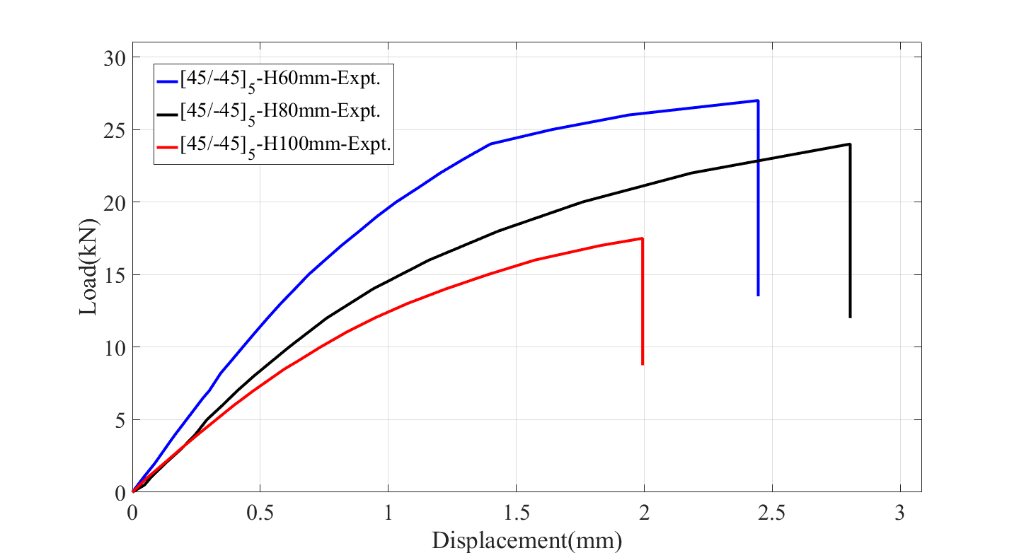 30
25
20
15
10
5
0
Load(kN)
[45/-45]5-H60mm-Expt.
[45/-45]5-H80mm-Expt.
[45/-45]5-H100mm-Expt.
0 0.5 1 1.5 2 2.5 3
Displacement(mm)